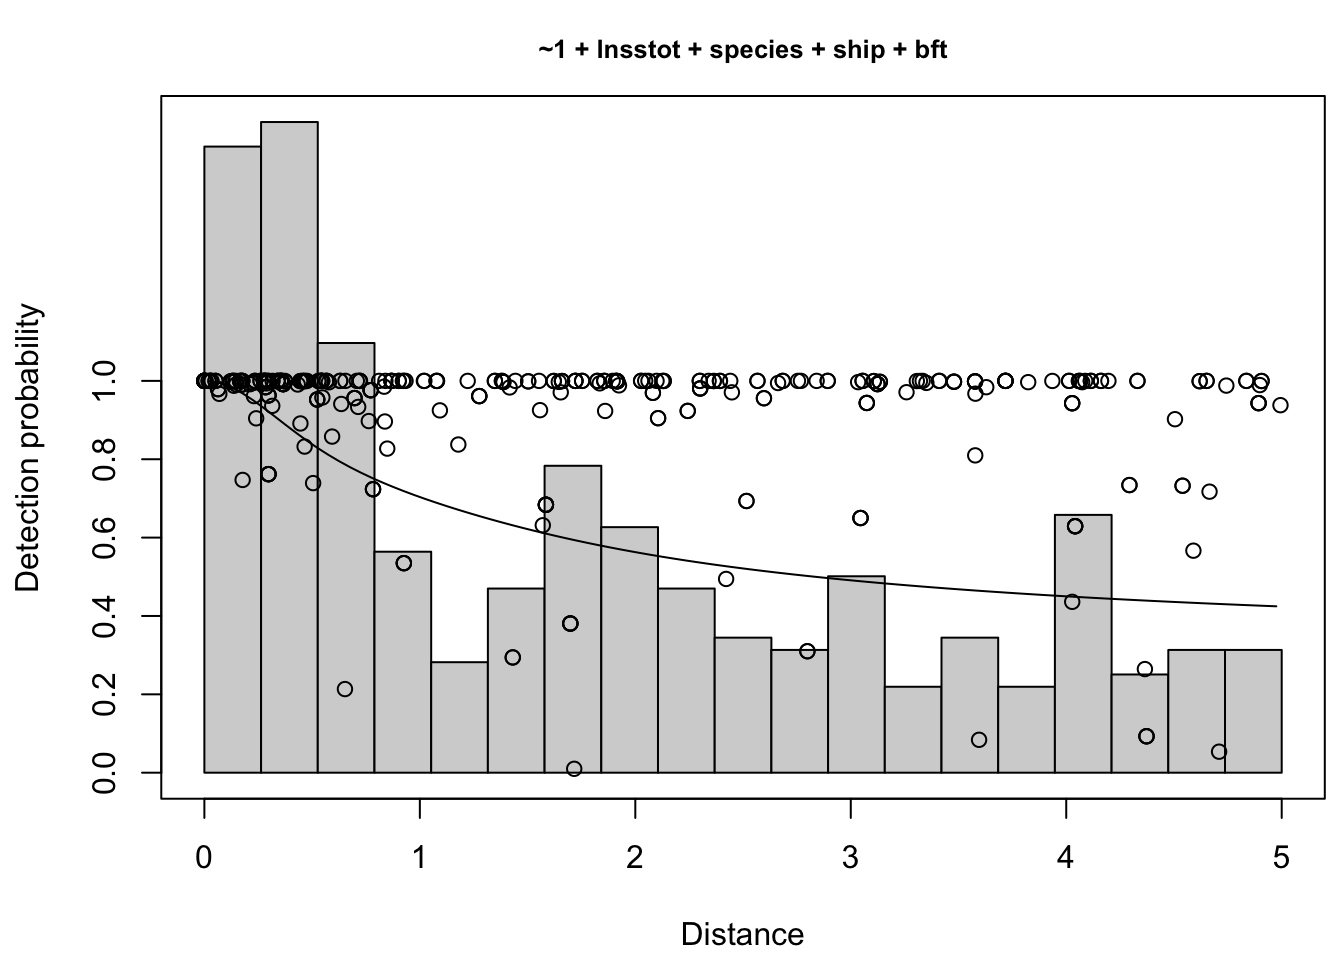 ~1 + lnsstot + species + ship + bft
Detection probability
1.0
0.8
0.6
0.4
0.2
0.0
0 1 2 3 4 5
Distance